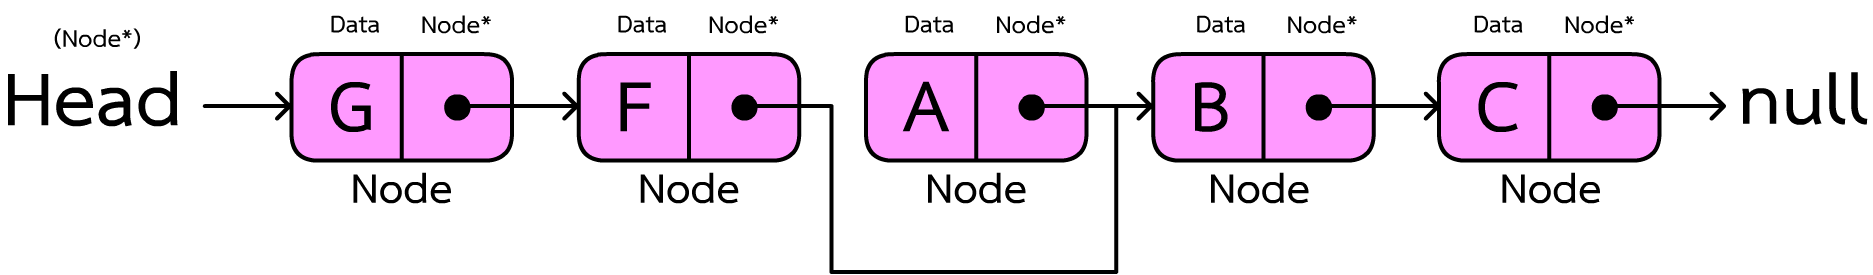 (Node*)
Head
Data Node*
G
Node
Data Node*
F
Node
Data Node*
A
Node
Data Node*
B
Node
Data Node*
C
Node
null